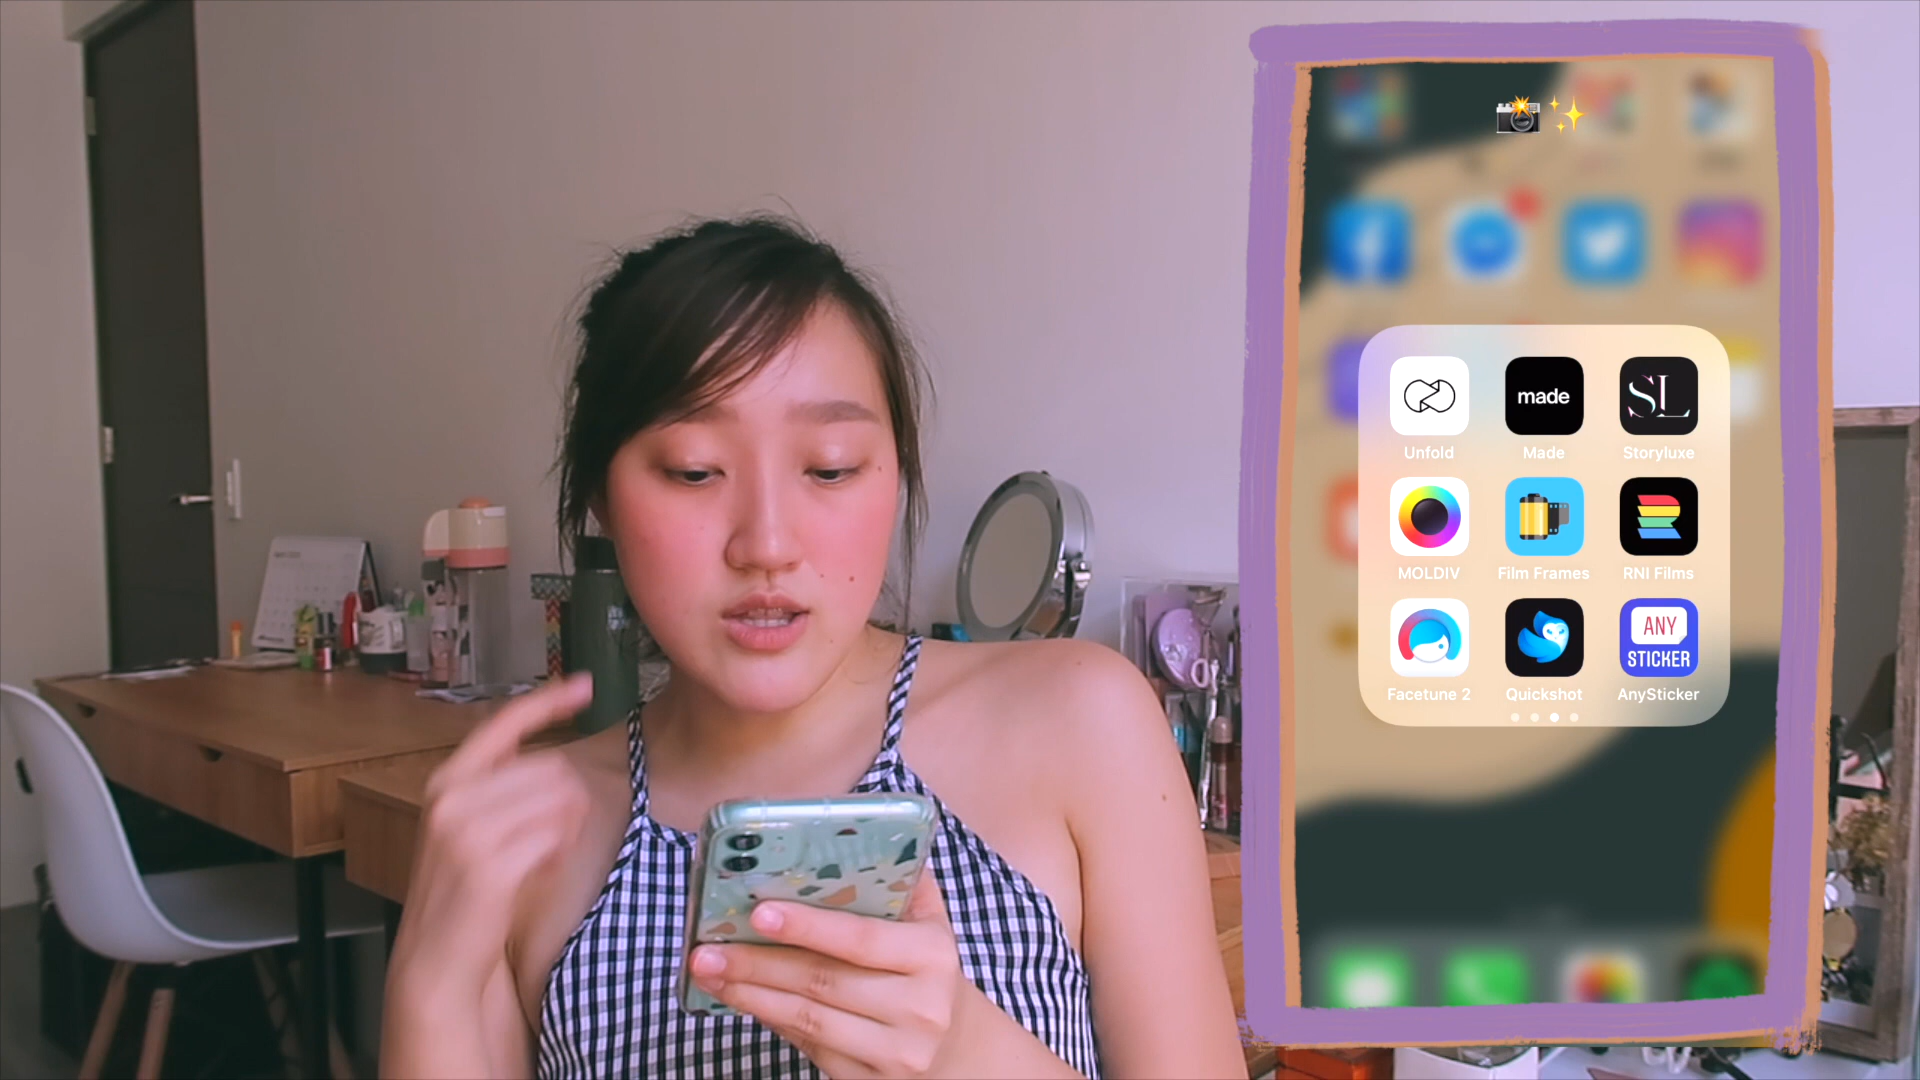 made
SL
Unfold
Made
Storyluxe
MOLDIV
Film Frames
RNI Films
ANY
STICKER
Facetune 2
Quickshot
AnySticker